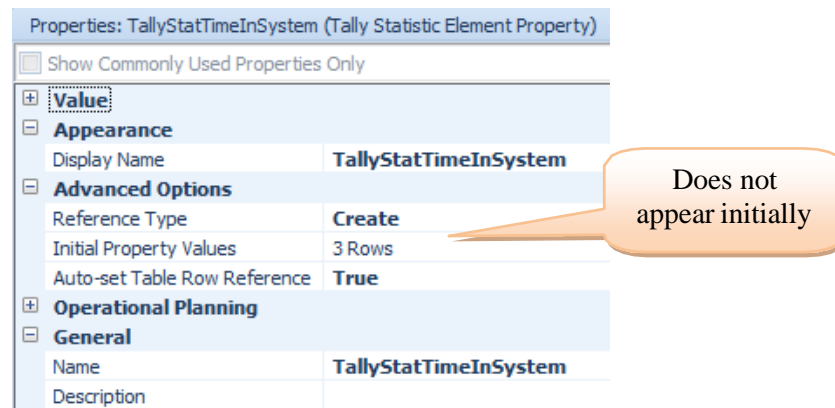 Properties: TallyStatTimeInSystem (Tally Statistic Element Property)
Show Commonly Used Properties Only
Value
Appearance
Display Name TallyStatTimeInSystem
Advanced Options
Reference Type Create
Initial Property Values 3 Rows
Auto-set Table Row Reference True
Operational Planning
General
Name TallyStatTimeInSystem
Description
Does not
appear initially